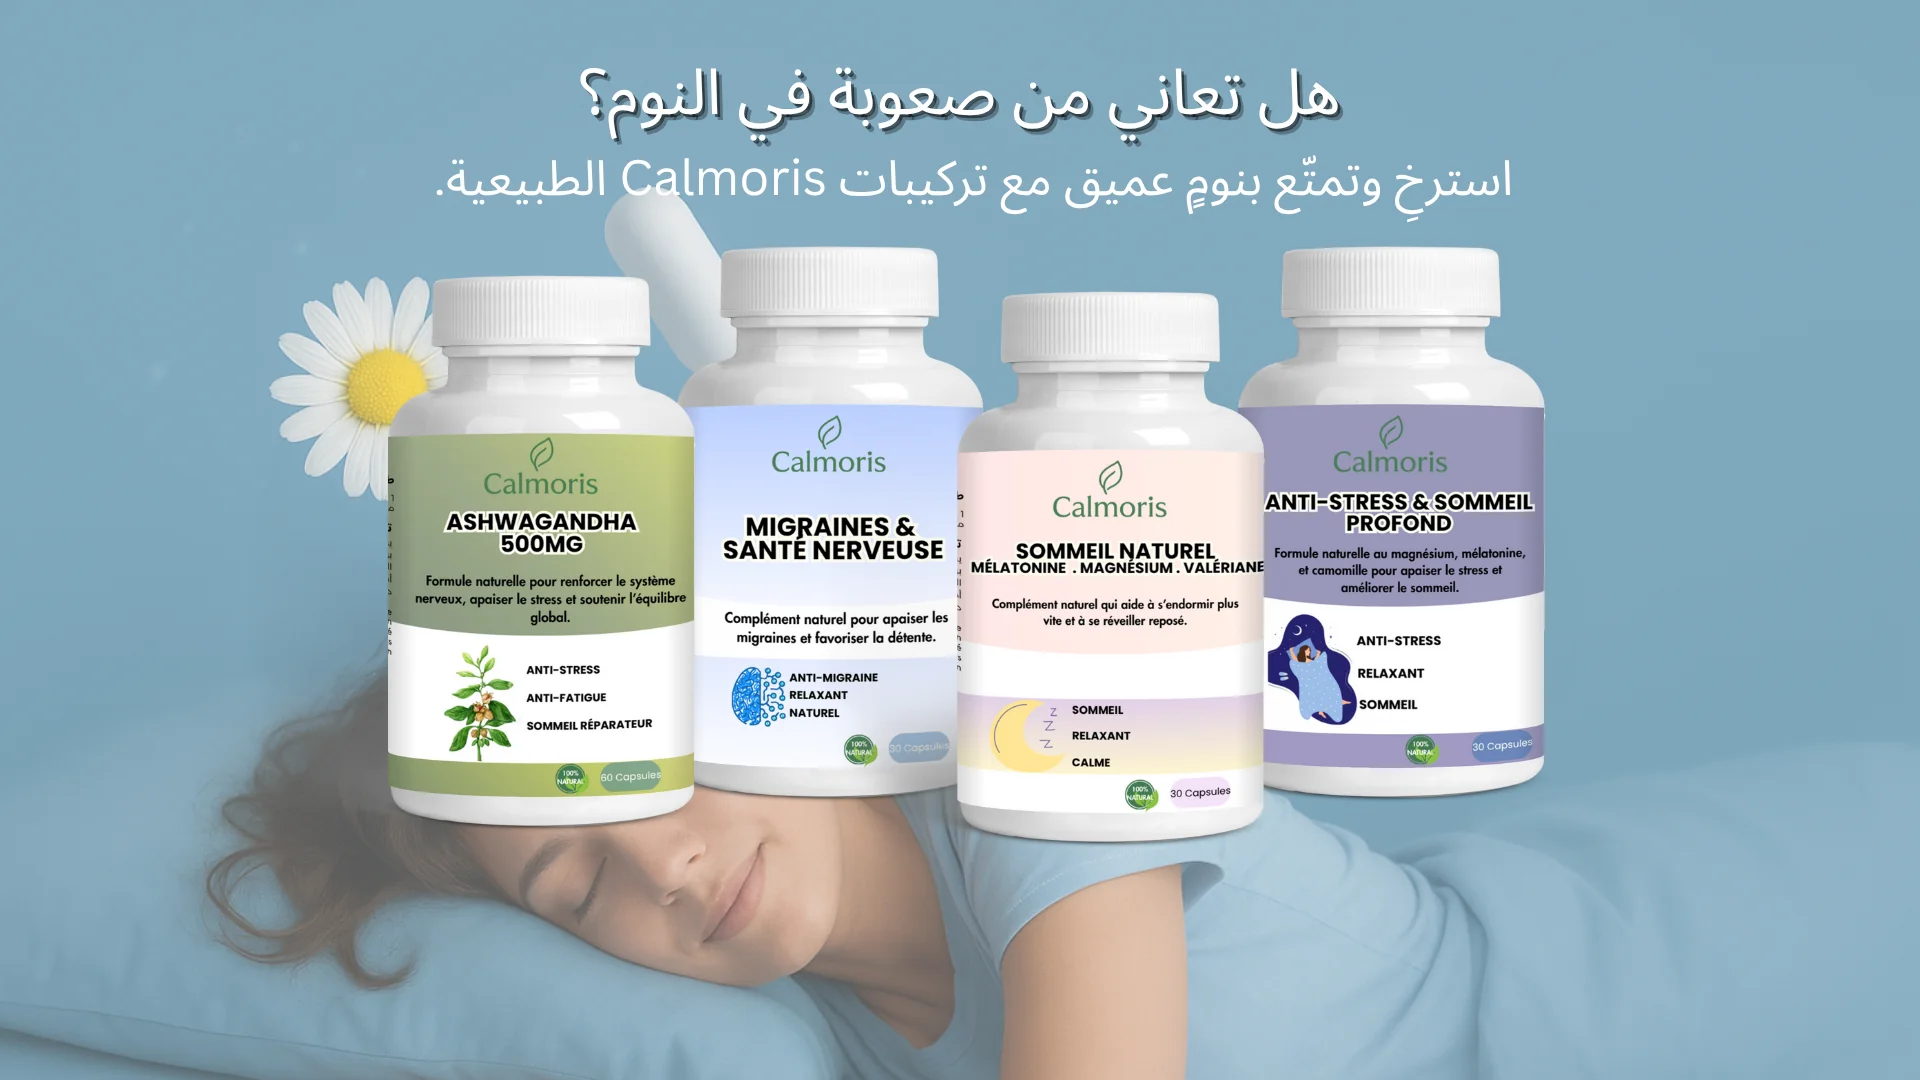 هل تعاني من صعوبة في النوم؟
استرخِ وتمتّع بنومٍ عميق مع تركيبات Calmoris الطبيعية.
Calmoris
ASHWAGANDHA
500MG
Formule naturelle pour renforcer le système
nerveux, apaiser le stress et soutenir l'équilibre
global.
ANTI-STRESS
ANTI-FATIGUE
SOMMEIL RÉPARATEUR
100%
NATURAL
60 Capsules
Calmoris
MIGRAINES &
SANTÉ NERVEUSE
Complément naturel pour apaiser les
migraines et favoriser la détente.
ANTI-MIGRAINE
RELAXANT
NATUREL
100%
NATURAL
30 Capsules
Calmoris
SOMMEIL NATUREL
MÉLATONINE . MAGNÉSIUM . VALÉRIANE
Complément naturel qui aide à s'endormir plus
vite et à se réveiller reposé.
SOMMEIL
RELAXANT
CALME
100%
NATURAL
30 Capsules
Calmoris
ANTI-STRESS & SOMMEIL
PROFOND
Formule naturelle au magnésium, mélatonine,
et camomille pour apaiser le stress et
améliorer le sommeil.
ANTI-STRESS
RELAXANT
SOMMEIL
100%
NATURAL
30 Capsules